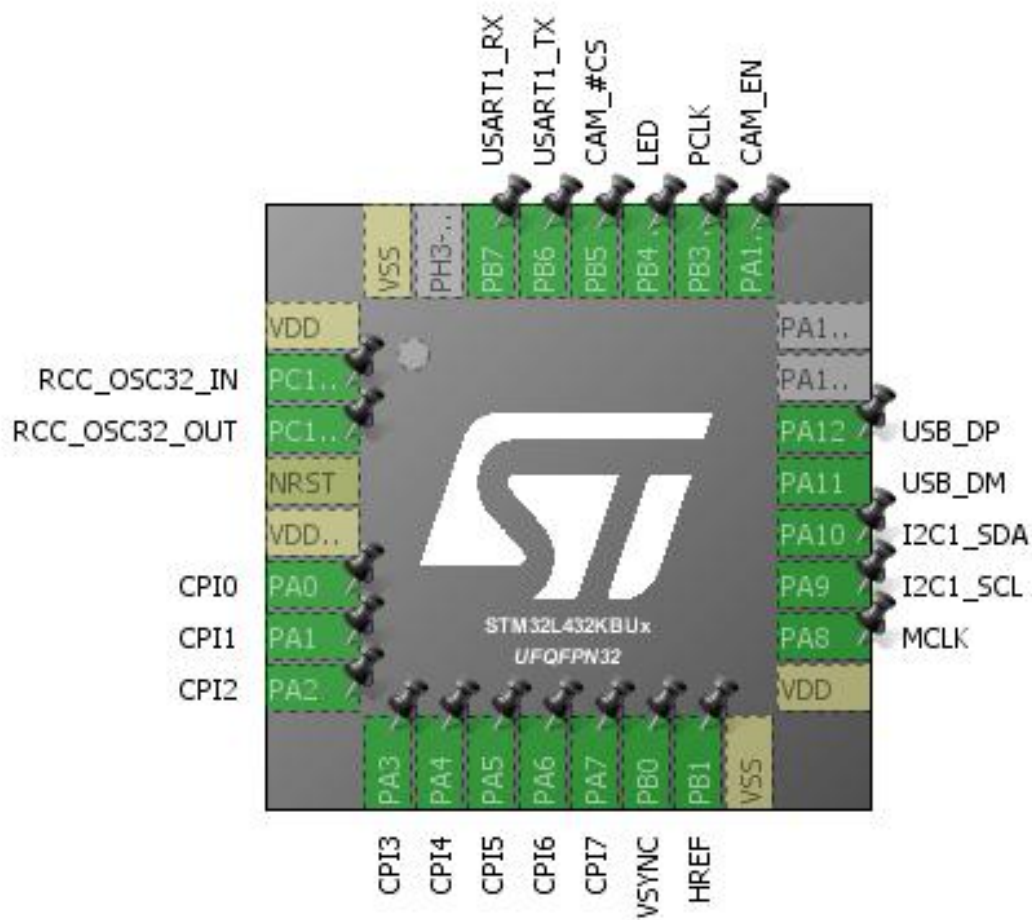 USART1_RX
USART1_TX
CAM_#CS
LED
PCLK
CAM_EN
VSS
PH3-..
PB7
PB6
PB5
PB4..
PB3..
PA1..
VDD
RCC_OSC32_IN PC1..
RCC_OSC32_OUT PC1..
NRST
VDD..
CPI0 PA0
CPI1 PA1
CPI2 PA2
PA1..
PA1..
PA12 USB_DP
PA11 USB_DM
PA10 I2C1_SDA
PA9 I2C1_SCL
PA8 MCLK
VDD
ST
STM32L432KBUx
UFQFPN32
PA3
PA4
PA5
PA6
PA7
PB0
PB1
VSS
CPI3
CPI4
CPI5
CPI6
CPI7
VSYNC
HREF